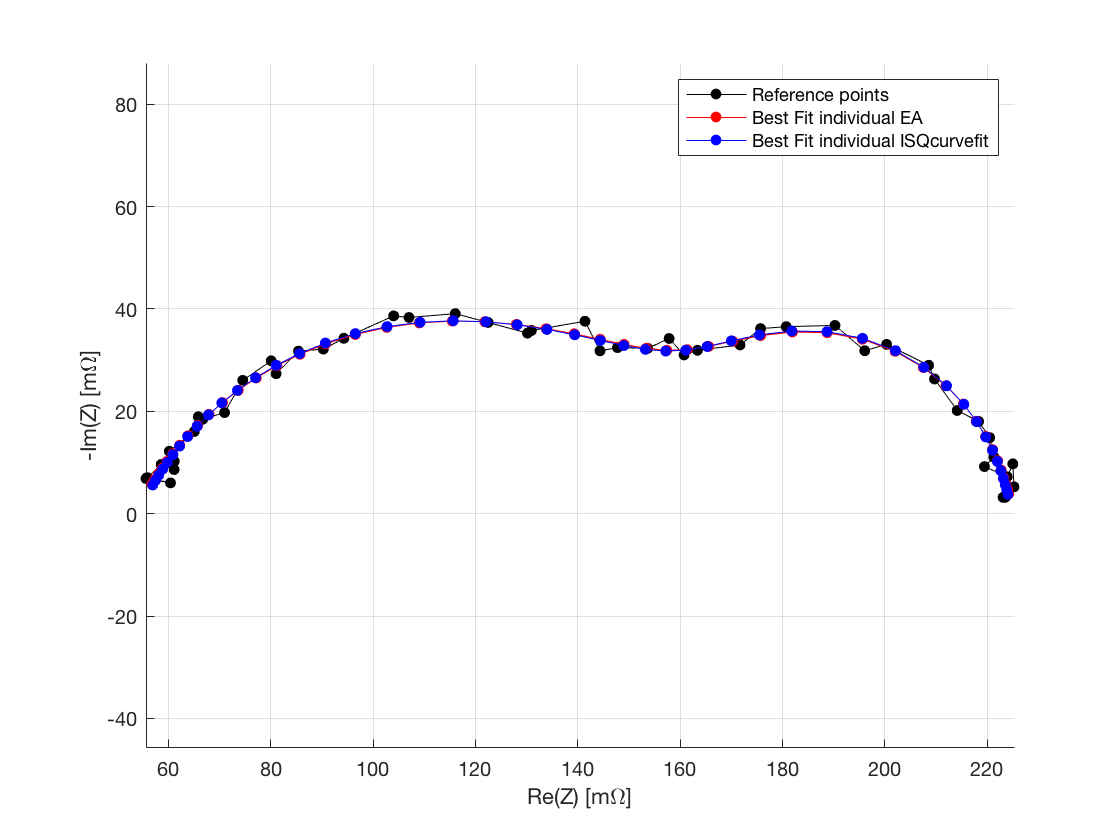 Reference points
Best Fit individual EA
Best Fit individual ISQcurvefit
80
60
40
20
0
-20
-40
-Im(Z) [mΩ]
60 80 100 120 140 160 180 200 220
Re(Z) [mΩ]